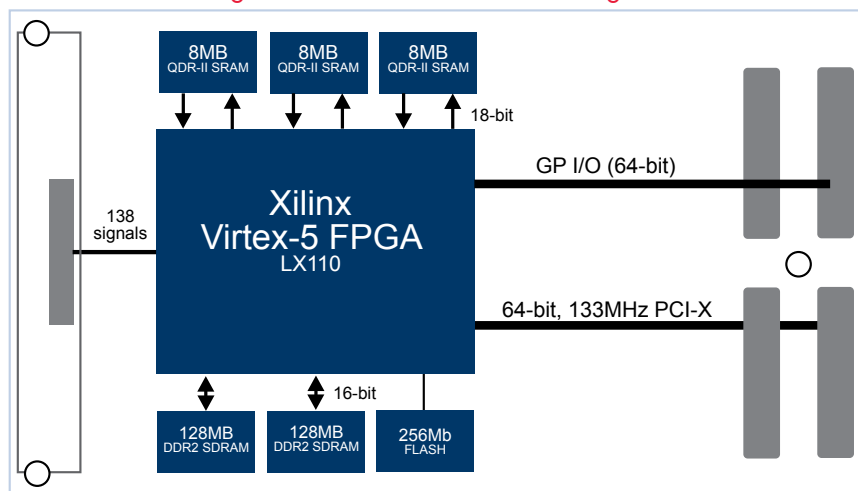 8MB
QDR-II SRAM
8MB
QDR-II SRAM
8MB
QDR-II SRAM
18-bit
GP I/O (64-bit)
Xilinx
Virtex-5 FPGA
LX110
138
signals
64-bit, 133MHz PCI-X
16-bit
128MB
DDR2 SDRAM
128MB
DDR2 SDRAM
256Mb
FLASH